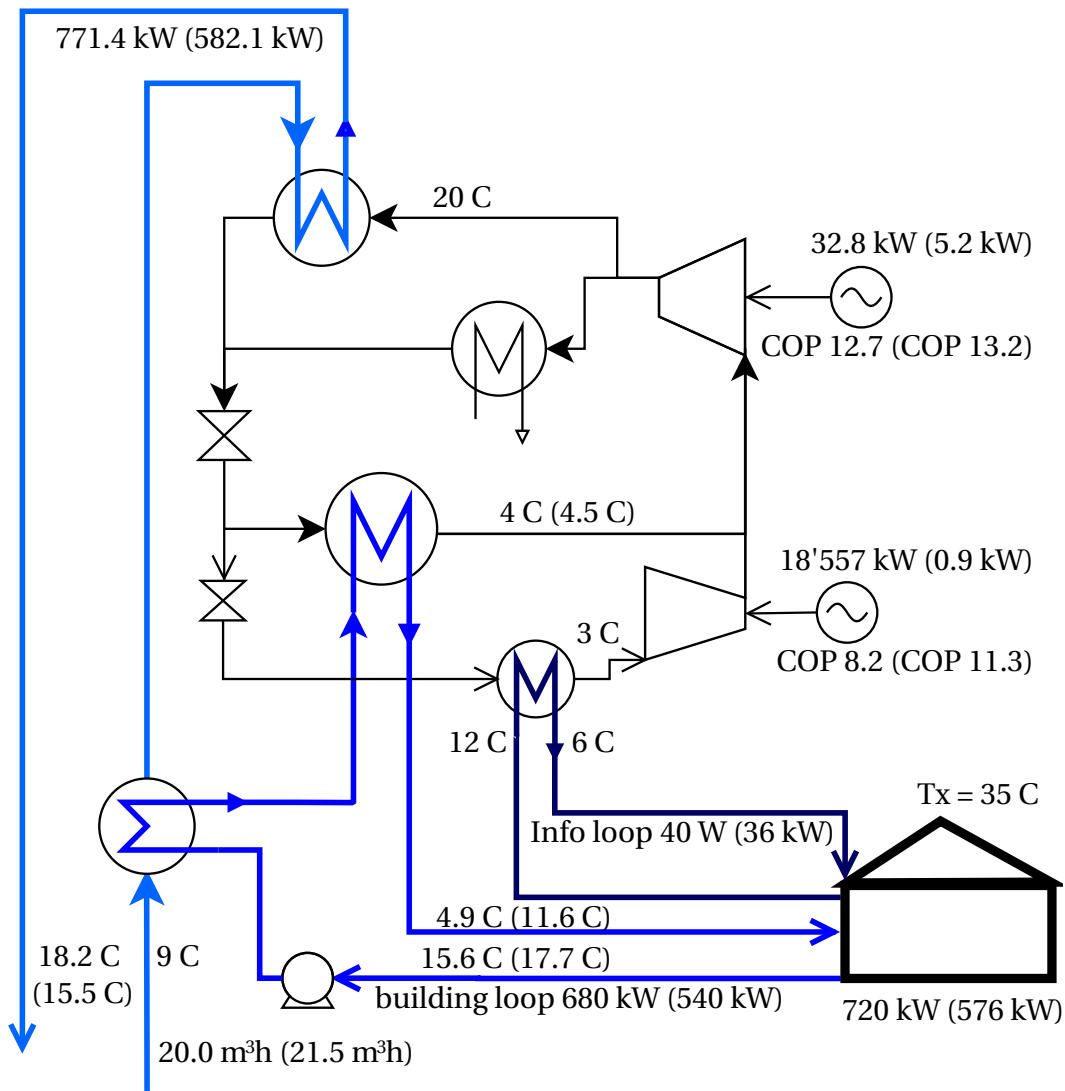 771.4 kW (582.1 kW)
20 C
32.8 kW (5.2 kW)
COP 12.7 (COP 13.2)
4 C (4.5 C)
18'557 kW (0.9 kW)
3 C
COP 8.2 (COP 11.3)
12 C
6 C
Tx = 35 C
Info loop 40 W (36 kW)
4.9 C (11.6 C)
18.2 C
(15.5 C)
9 C
15.6 C (17.7 C)
building loop 680 kW (540 kW)
720 kW (576 kW)
20.0 m³h (21.5 m³h)